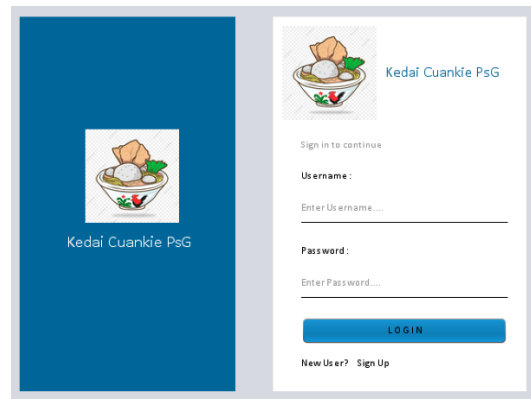 Kedai Cuankie PsG
Kedai Cuankie PsG
Sign in to continue
Username :
Enter Username....
Password :
Enter Password....
LOGIN
New User? Sign Up